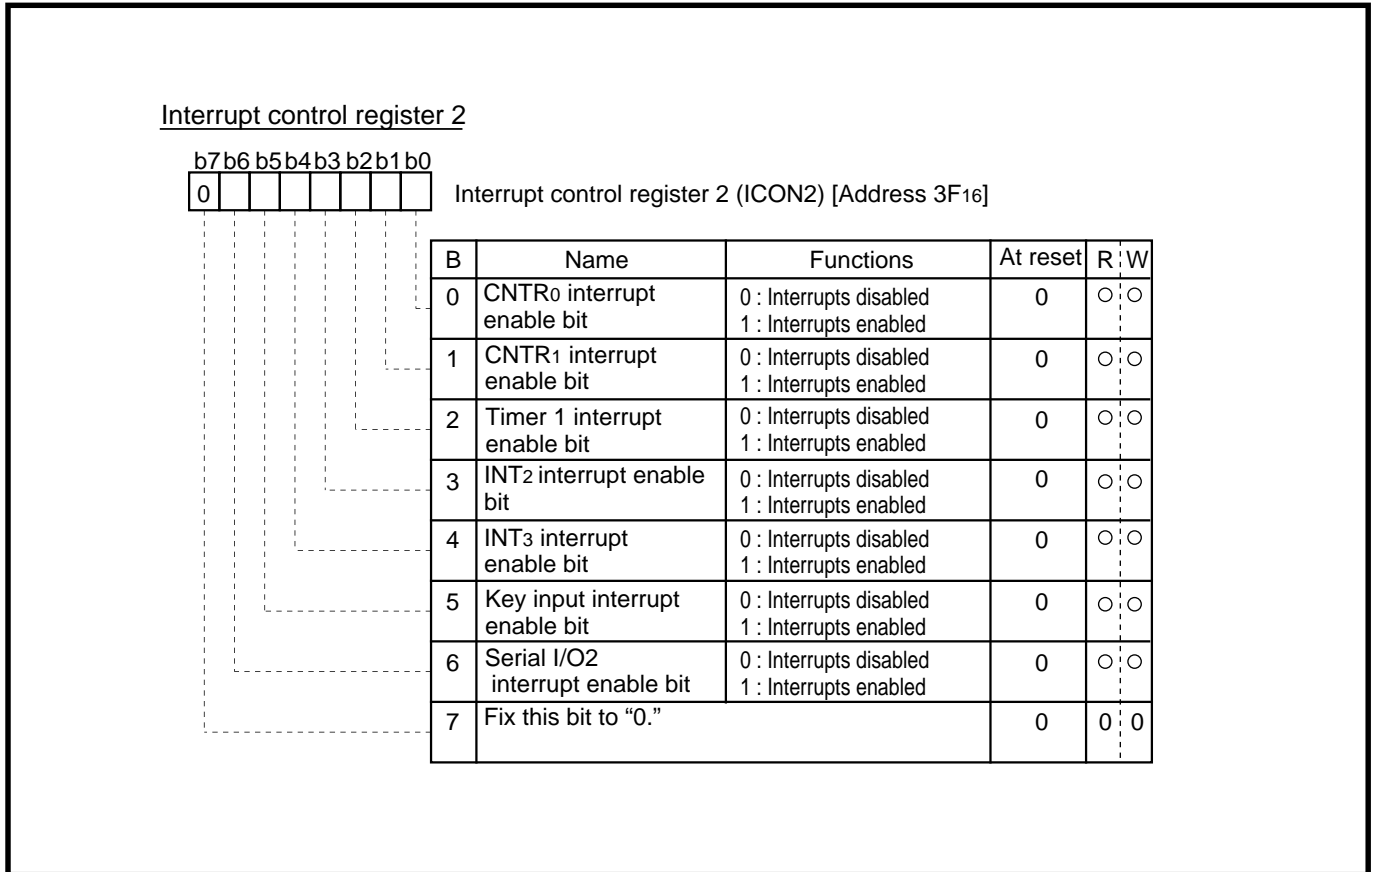 Interrupt control register 2
b7 b6 b5 b4 b3 b2 b1 b0
0
Interrupt control register 2 (ICON2) [Address 3F16]
B Name Functions At reset R W
0 CNTR0 interrupt enable bit 0 : Interrupts disabled 0 ○ ○
1 : Interrupts enabled
1 CNTR1 interrupt enable bit 0 : Interrupts disabled 0 ○ ○
1 : Interrupts enabled
2 Timer 1 interrupt enable bit 0 : Interrupts disabled 0 ○ ○
1 : Interrupts enabled
3 INT2 interrupt enable bit 0 : Interrupts disabled 0 ○ ○
1 : Interrupts enabled
4 INT3 interrupt enable bit 0 : Interrupts disabled 0 ○ ○
1 : Interrupts enabled
5 Key input interrupt enable bit 0 : Interrupts disabled 0 ○ ○
1 : Interrupts enabled
6 Serial I/O2 interrupt enable bit 0 : Interrupts disabled 0 ○ ○
1 : Interrupts enabled
7 Fix this bit to “0.” 0 0 0